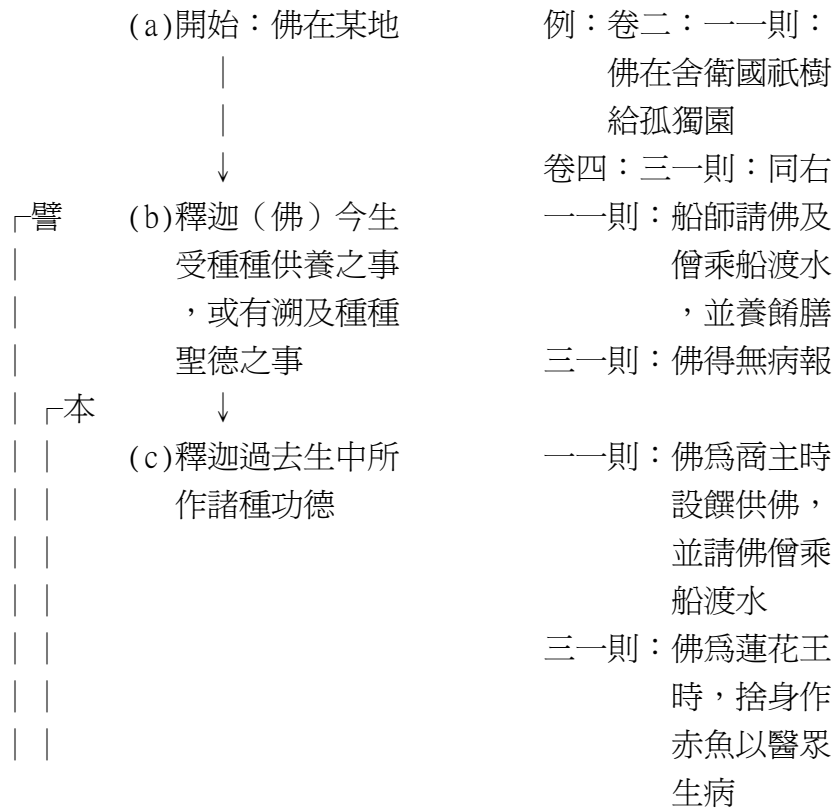 (a)開始：佛在某地　　例：卷二：一一則：
佛在舍衛國祇樹
給孤獨園
卷四：三一則：同右
譬　(b)釋迦（佛）今生　　一一則：船師請佛及
受種種供養之事　　僧乘船渡水
，或有溯及種種　　，並養餚膳
聖德之事　　三一則：佛得無病報
本
(c)釋迦過去生中所　　一一則：佛爲商主時
作諸種功德　　設饌供佛，
並請佛僧乘
船渡水
三一則：佛爲蓮花王
時，捨身作
赤魚以醫眾
生病